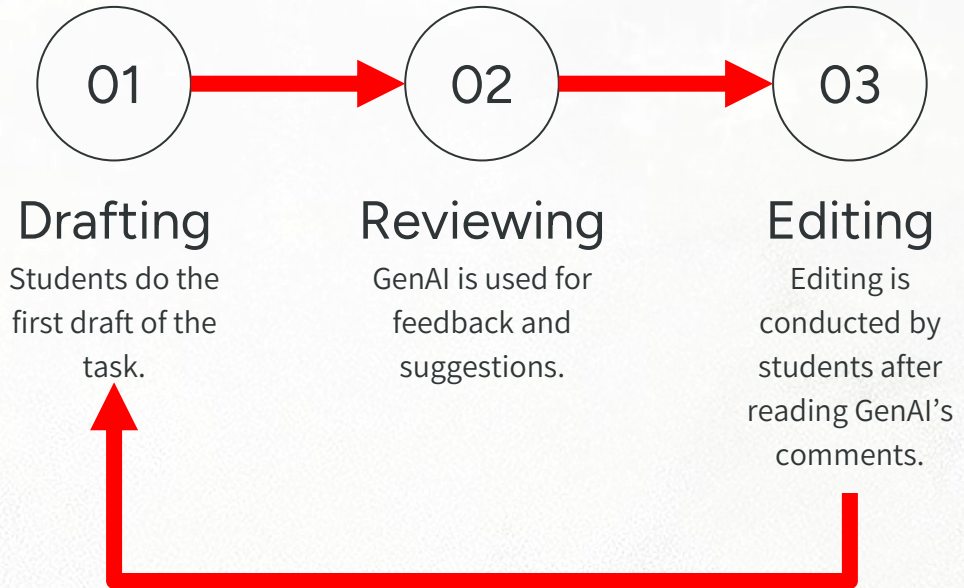 01
02
03
Drafting
Students do the
first draft of the
task.
Reviewing
GenAI is used for
feedback and
suggestions.
Editing
Editing is
conducted by
students after
reading GenAI’s
comments.